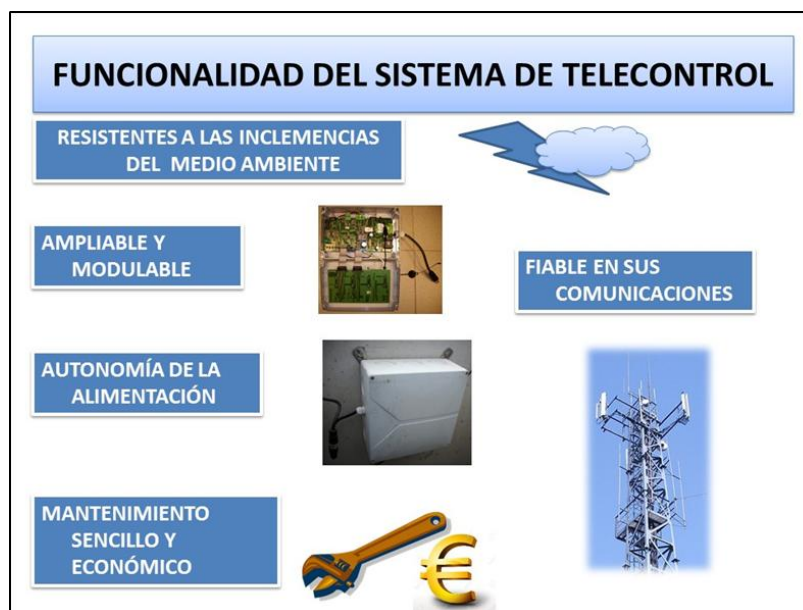 FUNCIONALIDAD DEL SISTEMA DE TELECONTROL
RESISTENTES A LAS INCLEMENCIAS
DEL MEDIO AMBIENTE
AMPLIABLE Y
MODULABLE
FIABLE EN SUS
COMUNICACIONES
AUTONOMÍA DE LA
ALIMENTACIÓN
MANTENIMIENTO
SENCILLO Y
ECONÓMICO